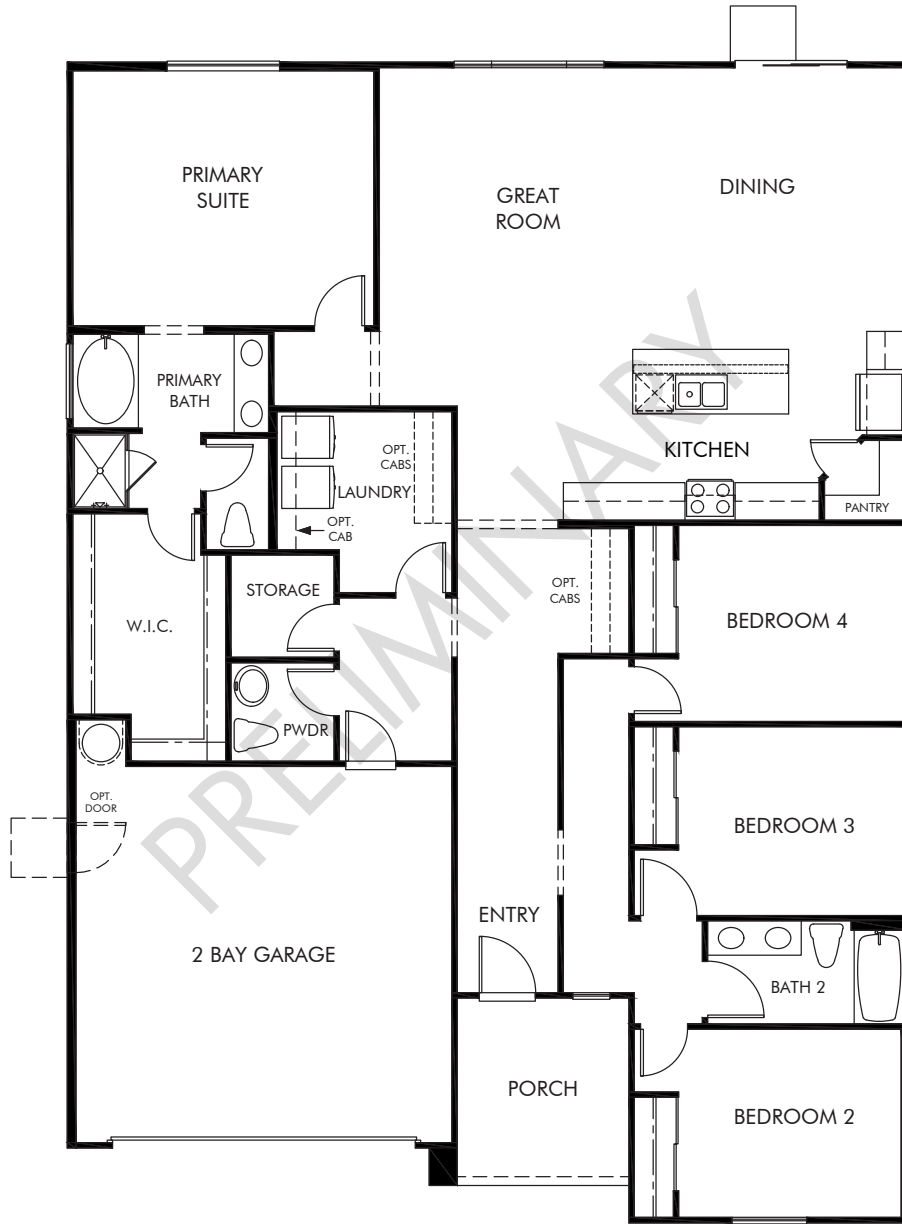 PRIMARY
SUITE
GREAT
ROOM
DINING
PRIMARY
BATH
KITCHEN
OPT.
CABS
LAUNDRY
PANTRY
OPT.
CAB
STORAGE
OPT.
CABS
W.I.C.
BEDROOM 4
PWDR
OPT.
DOOR
BEDROOM 3
ENTRY
2 BAY GARAGE
BATH 2
PORCH
BEDROOM 2
PRELIMINARY